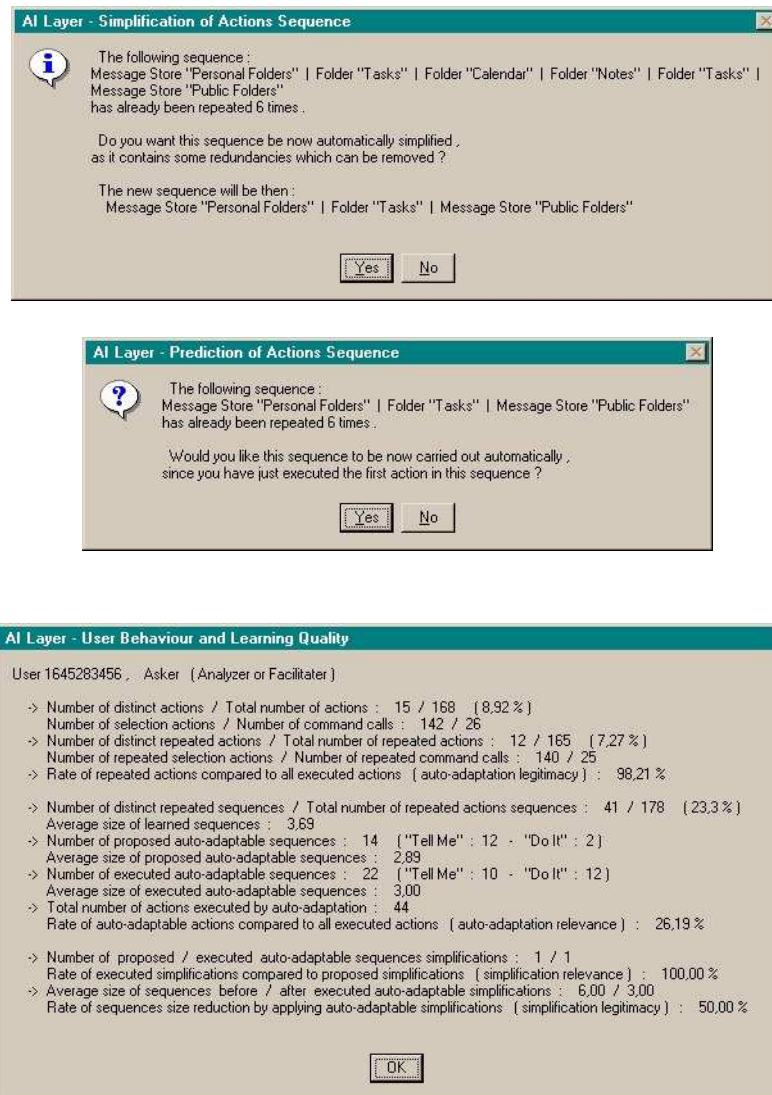 AI Layer - Simplification of Actions Sequence
The following sequence :
Message Store "Personal Folders" | Folder "Tasks" | Folder "Calendar" | Folder "Notes" | Folder "Tasks" |
Message Store "Public Folders"
has already been repeated 6 times .
Do you want this sequence be now automatically simplified ,
as it contains some redundancies which can be removed ?
The new sequence will be then :
Message Store "Personal Folders" | Folder "Tasks" | Message Store "Public Folders"
Yes No
AI Layer - Prediction of Actions Sequence
The following sequence :
Message Store "Personal Folders" | Folder "Tasks" | Message Store "Public Folders"
has already been repeated 6 times .
Would you like this sequence to be now carried out automatically ,
since you have just executed the first action in this sequence ?
Yes No
AI Layer - User Behaviour and Learning Quality
User 1645283456 , Asker ( Analyzer or Facilitater )
-> Number of distinct actions / Total number of actions : 15 / 168 ( 8,92 % )
Number of selection actions / Number of command calls : 142 / 26
-> Number of distinct repeated actions / Total number of repeated actions : 12 / 165 ( 7,27 % )
Number of repeated selection actions / Number of repeated command calls : 140 / 25
-> Rate of repeated actions compared to all executed actions ( auto-adaptation legitimacy ) : 98,21 %
-> Number of distinct repeated sequences / Total number of repeated actions sequences : 41 / 178 ( 23,3 % )
Average size of learned sequences : 3,69
-> Number of proposed auto-adaptable sequences : 14 ( "Tell Me" : 12 - "Do It" : 2 )
Average size of proposed auto-adaptable sequences : 2,89
-> Number of executed auto-adaptable sequences : 22 ( "Tell Me" : 10 - "Do It" : 12 )
Average size of executed auto-adaptable sequences : 3,00
-> Total number of actions executed by auto-adaptation : 44
Rate of auto-adaptable actions compared to all executed actions ( auto-adaptation relevance ) : 26,19 %
-> Number of proposed / executed auto-adaptable sequences simplifications : 1 / 1
Rate of executed simplifications compared to proposed simplifications ( simplification relevance ) : 100,00 %
-> Average size of sequences before / after executed auto-adaptable simplifications : 6,00 / 3,00
Rate of sequences size reduction by applying auto-adaptable simplifications ( simplification legitimacy ) : 50,00 %
OK